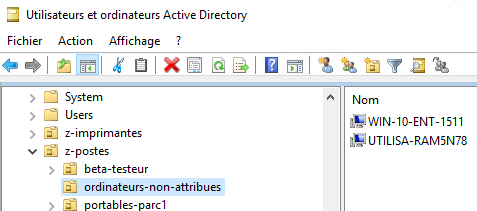 Utilisateurs et ordinateurs Active Directory
Fichier Action Affichage ?
System
Users
z-imprimantes
z-postes
beta-testeur
ordinateurs-non-attribues
portables-parc1
Nom
WIN-10-ENT-1511
UTILISA-RAM5N78